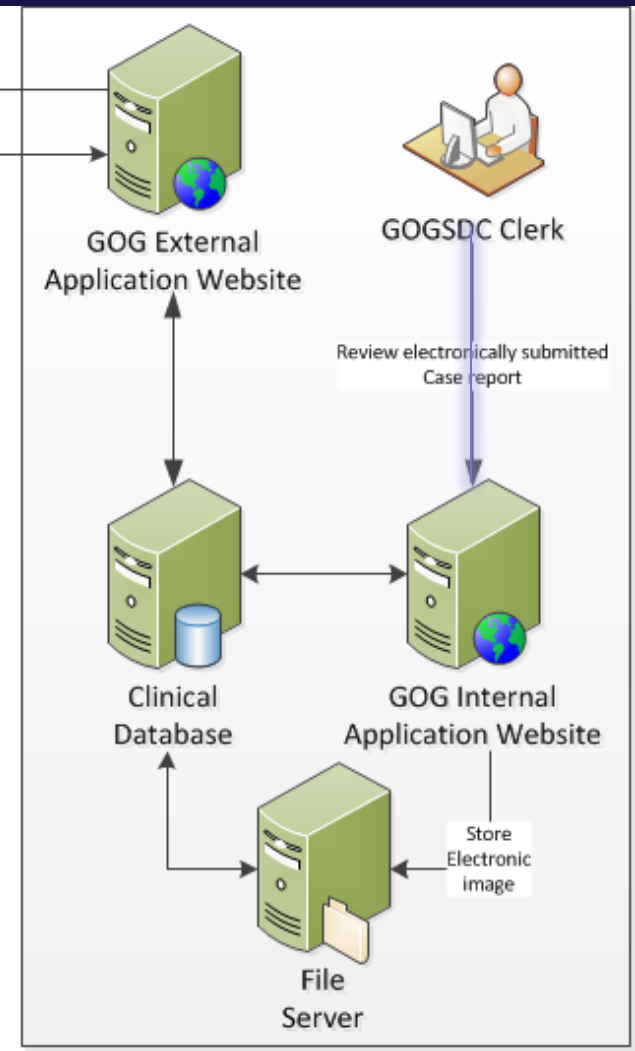 GOG External
Application Website
GOGSDC Clerk
Review electronically submitted
Case report
Clinical
Database
GOG Internal
Application Website
Store
Electronic
image
File
Server